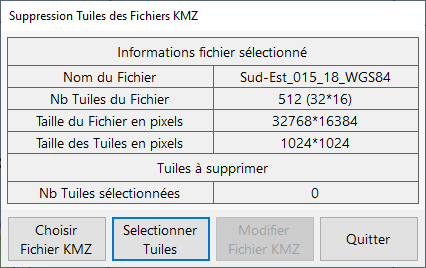 Suppression Tuiles des Fichiers KMZ
Informations fichier sélectionné
Nom du Fichier Sud-Est_015_18_WGS84
Nb Tuiles du Fichier 512 (32*16)
Taille du Fichier en pixels 32768*16384
Taille des Tuiles en pixels 1024*1024
Tuiles à supprimer
Nb Tuiles sélectionnées 0
Choisir
Fichier KMZ
Selectionner
Tuiles
Modifier
Fichier KMZ
Quitter